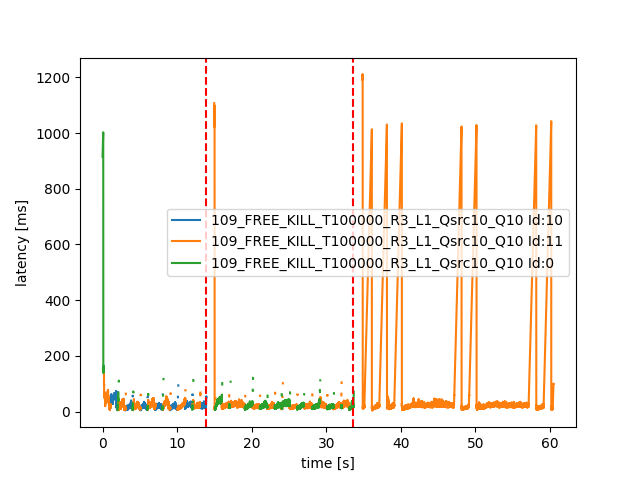 1200
1000
800
600
400
200
0
latency [ms]
109_FREE_KILL_T100000_R3_L1_Qsrc10_Q10 Id:10
109_FREE_KILL_T100000_R3_L1_Qsrc10_Q10 Id:11
109_FREE_KILL_T100000_R3_L1_Qsrc10_Q10 Id:0
0 10 20 30 40 50 60
time [s]